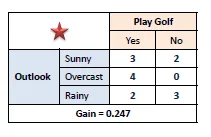 Play Golf
Yes No
Outlook
Sunny 3 2
Overcast 4 0
Rainy 2 3
Gain = 0.247